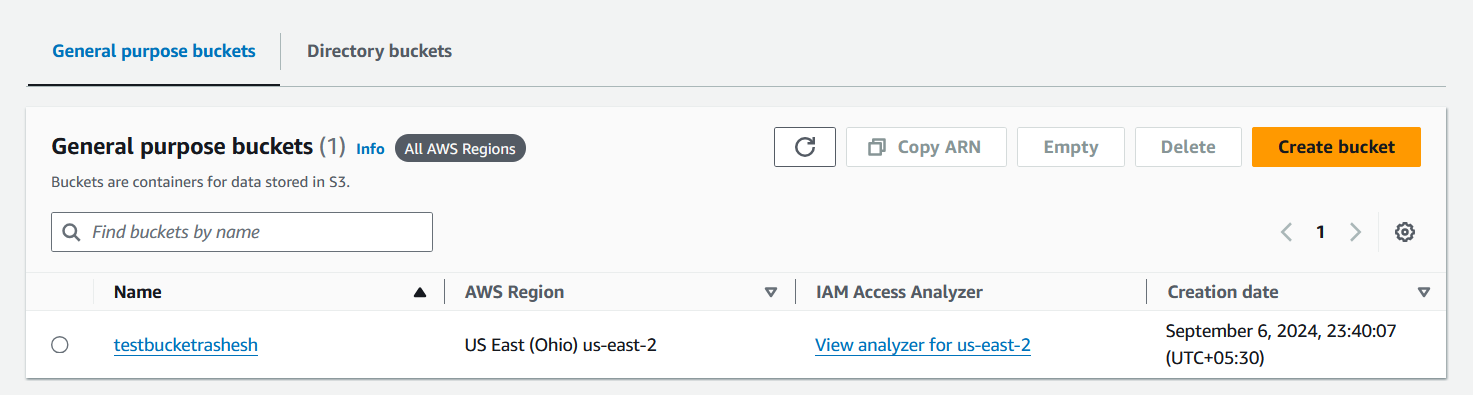 General purpose buckets
Directory buckets
General purpose buckets (1) Info All AWS Regions
Copy ARN
Empty
Delete
Create bucket
Buckets are containers for data stored in S3.
Find buckets by name
1
Name
AWS Region
IAM Access Analyzer
Creation date
testbucketrashesh
US East (Ohio) us-east-2
View analyzer for us-east-2
September 6, 2024, 23:40:07
(UTC+05:30)